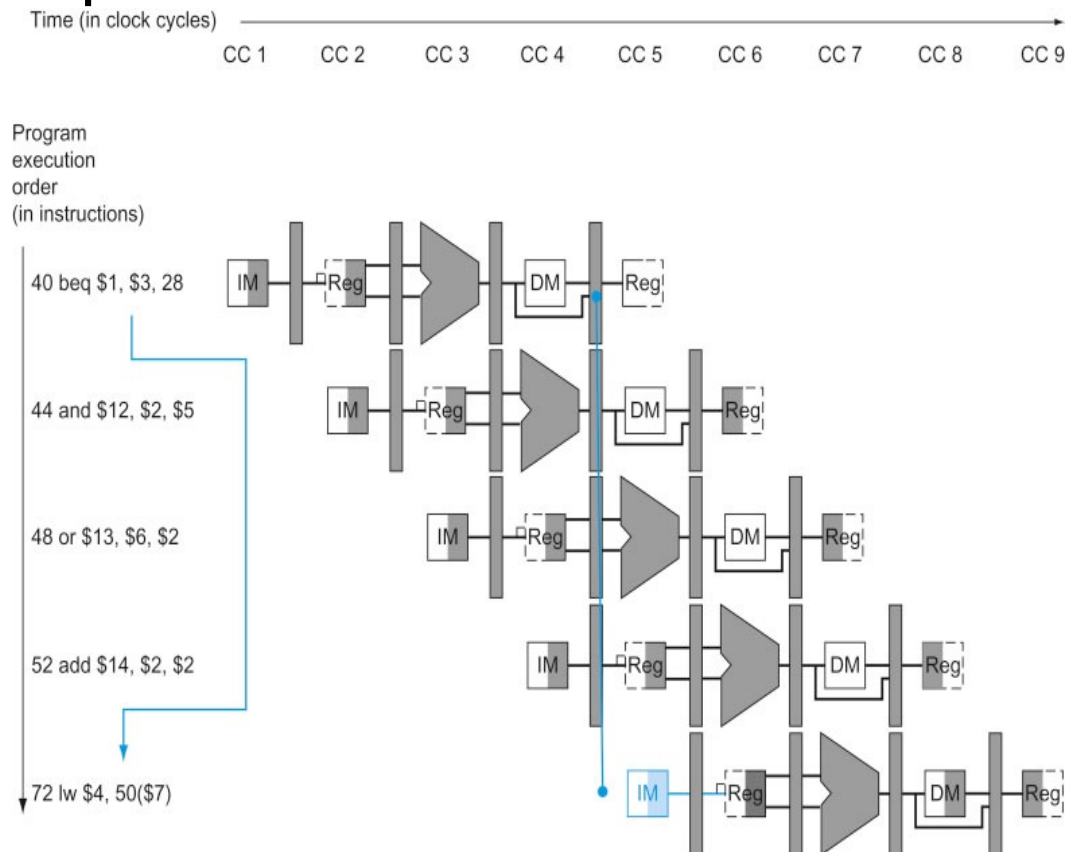 Time (in clock cycles)
CC 1 CC 2 CC 3 CC 4 CC 5 CC 6 CC 7 CC 8 CC 9
Program
execution
order
(in instructions)
40 beq $1, $3, 28
IM Reg DM Reg
44 and $12, $2, $5
IM Reg DM Reg
48 or $13, $6, $2
IM Reg DM Reg
52 add $14, $2, $2
IM Reg DM Reg
72 lw $4, 50($7)
IM Reg DM Reg